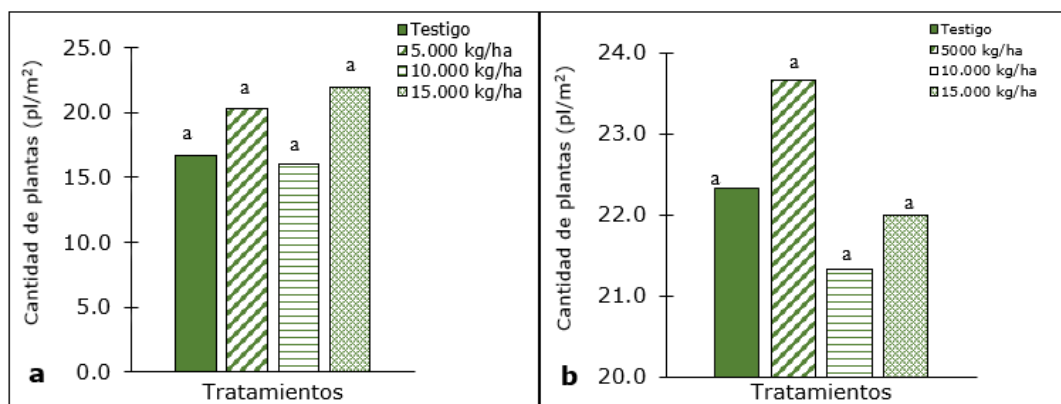 Testigo
5.000 kg/ha
10.000 kg/ha
15.000 kg/ha
Cantidad de plantas (pl/m²)
25.0
20.0
15.0
10.0
5.0
0.0
a
a
a
a
a
Tratamientos
Testigo
5000 kg/ha
10.000 kg/ha
15.000 kg/ha
Cantidad de plantas (pl/m²)
24.0
23.0
22.0
21.0
20.0
a
a
a
a
b
Tratamientos